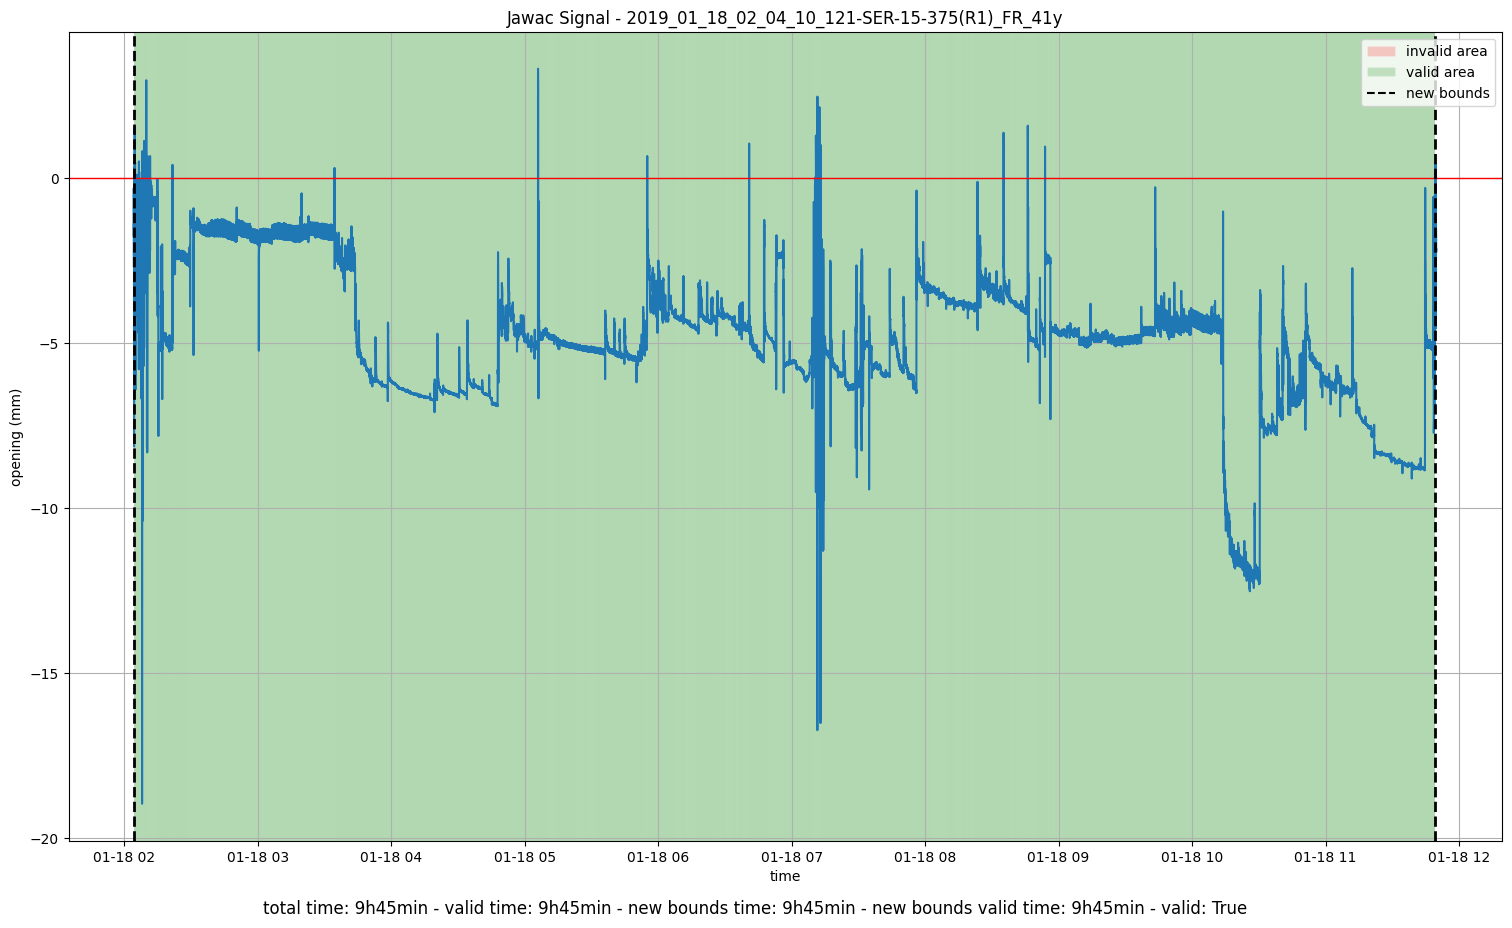 Jawac Signal - 2019_01_18_02_04_10_121-SER-15-375(R1)_FR_41y
invalid area
valid area
new bounds
0
−5
−10
−15
−20
opening (mm)
01-18 02 01-18 03 01-18 04 01-18 05 01-18 06 01-18 07 01-18 08 01-18 09 01-18 10 01-18 11 01-18 12
time
total time: 9h45min - valid time: 9h45min - new bounds time: 9h45min - new bounds valid time: 9h45min - valid: True